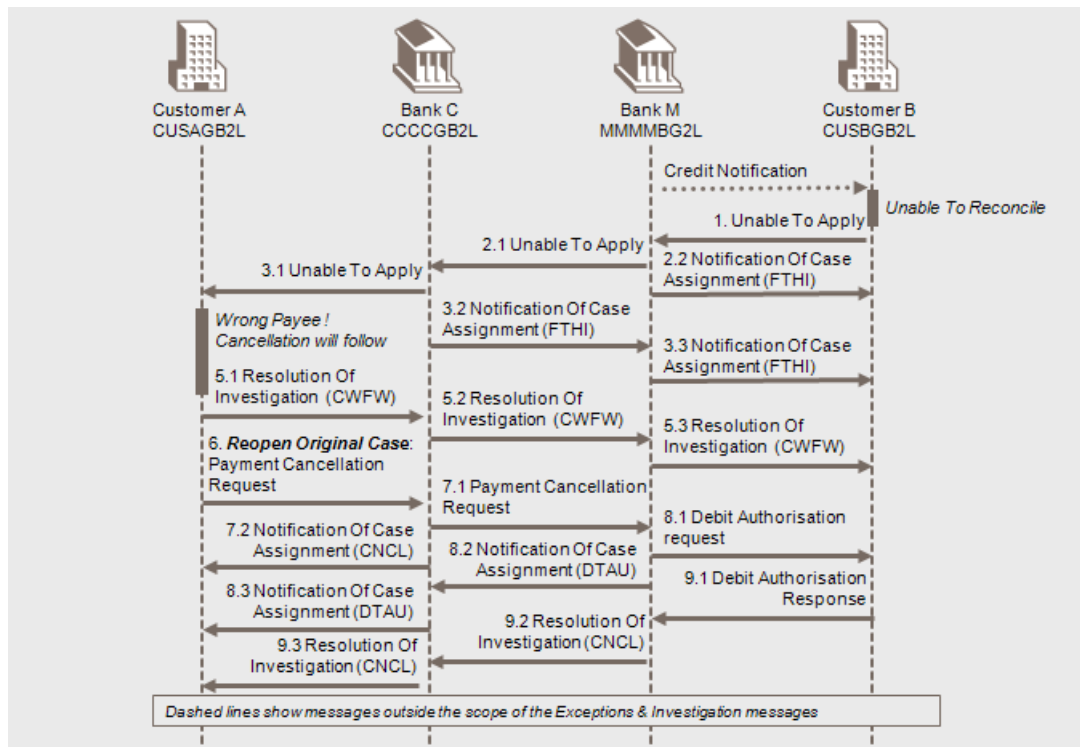 Customer A
CUSAGB2L
Bank C
CCCCGB2L
Bank M
MMMMBG2L
Customer B
CUSBGB2L
Credit Notification
Unable To Reconcile
1. Unable To Apply
2.1 Unable To Apply
2.2 Notification Of Case
Assignment (FTHI)
3.1 Unable To Apply
Wrong Payee !
Cancellation will follow
3.2 Notification Of Case
Assignment (FTHI)
3.3 Notification Of Case
Assignment (FTHI)
5.1 Resolution Of
Investigation (CWFW)
5.2 Resolution Of
Investigation (CWFW)
5.3 Resolution Of
Investigation (CWFW)
6. Reopen Original Case:
Payment Cancellation
Request
7.1 Payment Cancellation
Request
7.2 Notification Of Case
Assignment (CNCL)
8.1 Debit Authorisation
request
8.2 Notification Of Case
Assignment (DTAU)
8.3 Notification Of Case
Assignment (DTAU)
9.1 Debit Authorisation
Response
9.2 Resolution Of
Investigation (CNCL)
9.3 Resolution Of
Investigation (CNCL)
Dashed lines show messages outside the scope of the Exceptions & Investigation messages